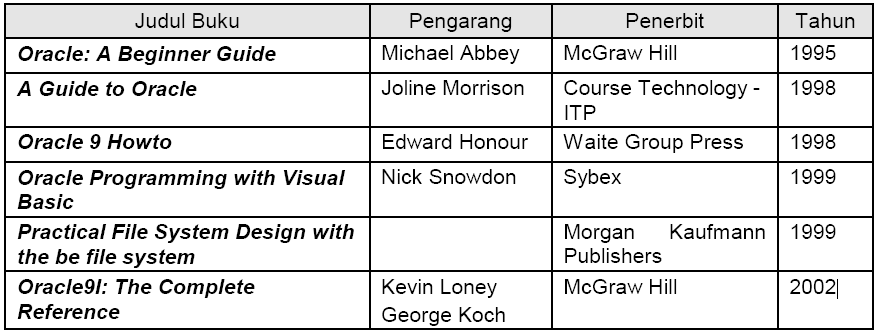 Judul Buku Pengarang Penerbit Tahun
Oracle: A Beginner Guide Michael Abbey McGraw Hill 1995
A Guide to Oracle Joline Morrison Course Technology - 1998
ITP
Oracle 9 Howto Edward Honour Waite Group Press 1998
Oracle Programming with Visual Nick Snowdon Sybex 1999
Basic
Practical File System Design with Morgan Kaufmann 1999
the be file system Publishers
Oracle9I: The Complete Kevin Loney McGraw Hill 2002
Reference George Koch